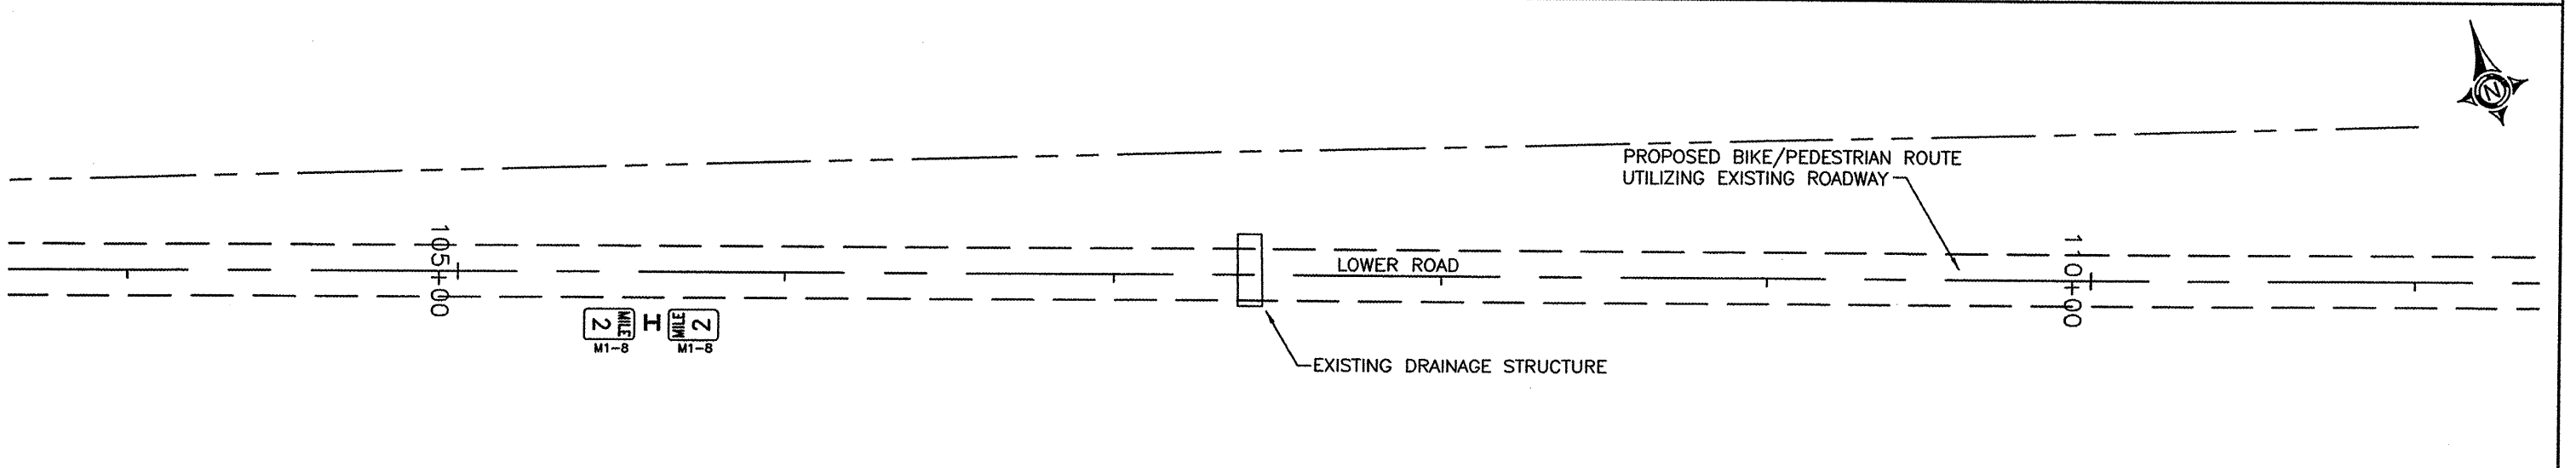 N
PROPOSED BIKE/PEDESTRIAN ROUTE
UTILIZING EXISTING ROADWAY
105+00
LOWER ROAD
110+00
MILE 2
MILE 2
M1-8
M1-8
EXISTING DRAINAGE STRUCTURE